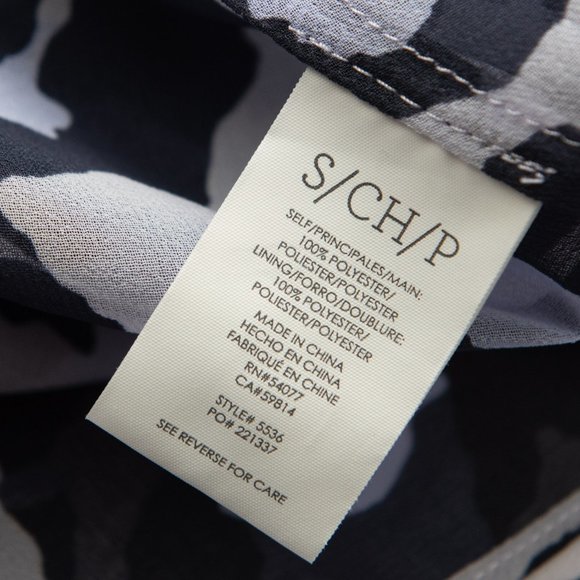 S/CH/P
SELF/PRINCIPALES/MAIN:
100% POLYESTER/
POLIESTER/POLYESTER
LINING/FORRO/DOUBLURE:
100% POLYESTER/
POLIESTER/POLYESTER
MADE IN CHINA
HECHO EN CHINA
FABRIQUÉ EN CHINE
RN#54077
CA#59814
STYLE# 5536
PO# 221337
SEE REVERSE FOR CARE